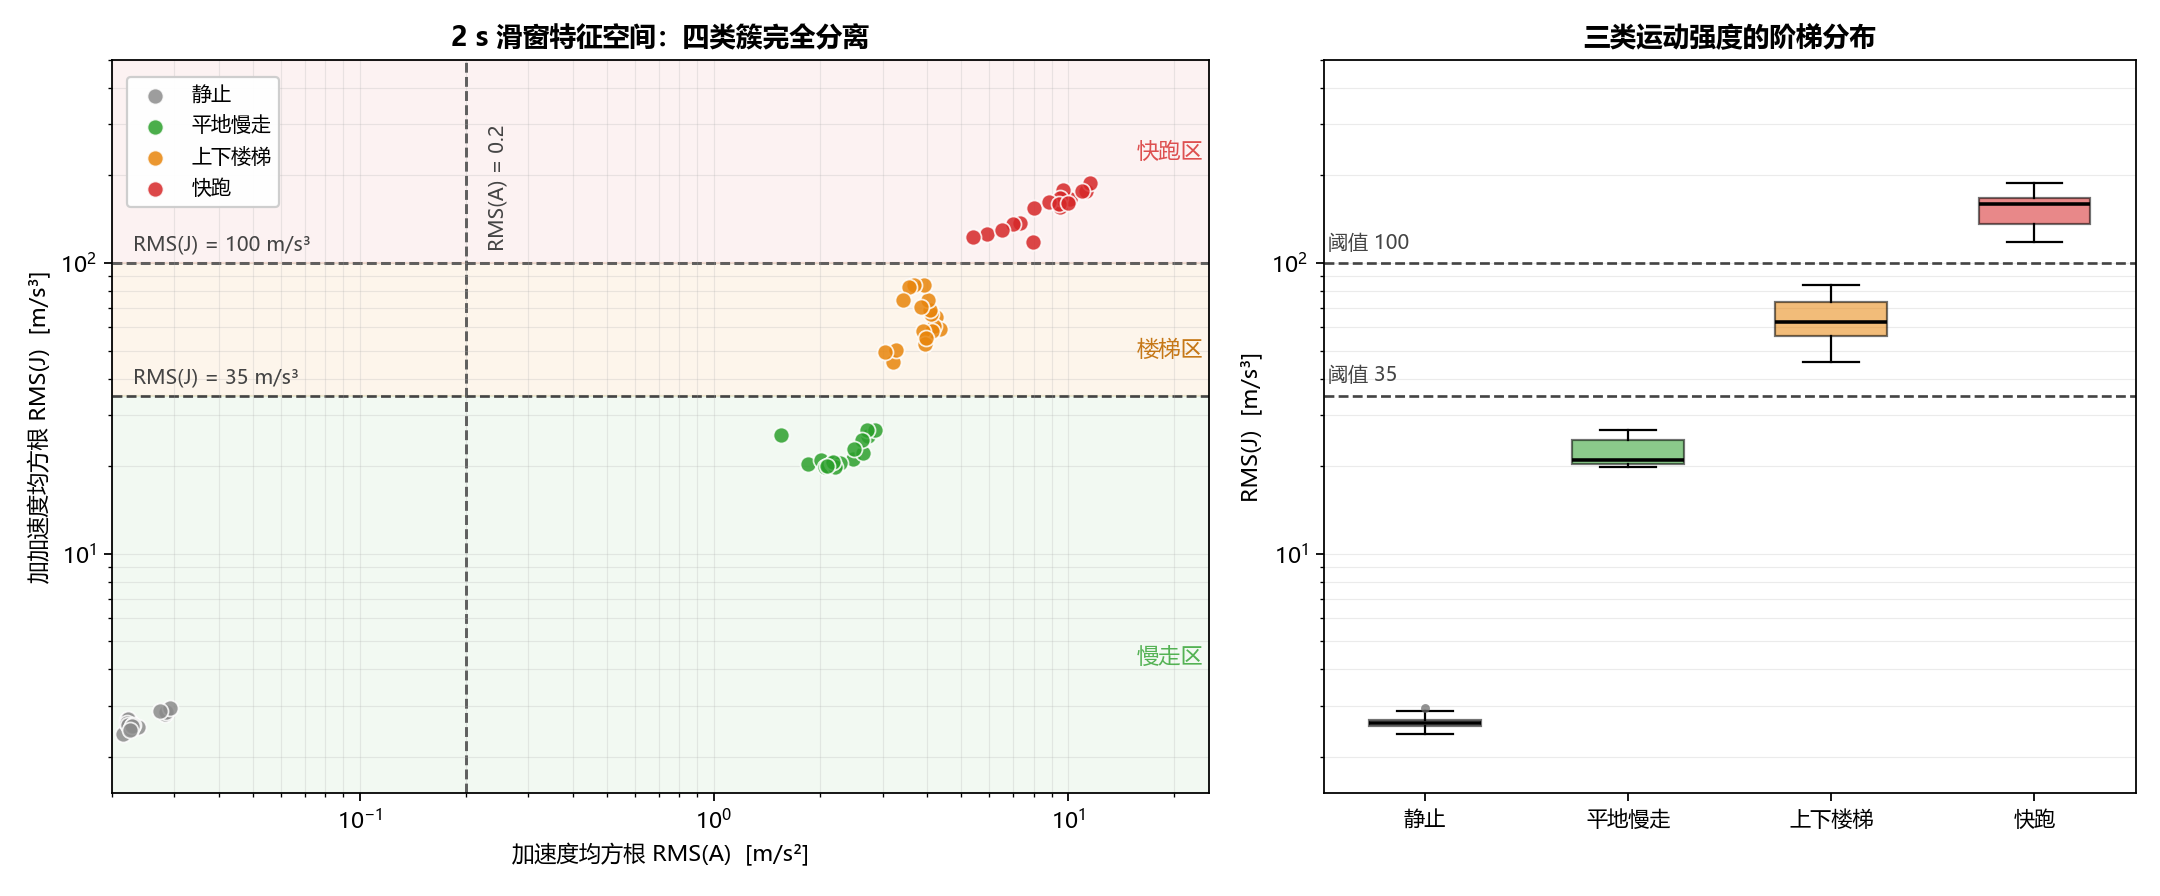 2 s 滑窗特征空间：四类簇完全分离
静止
平地慢走
上下楼梯
快跑
RMS(A) = 0.2
快跑区
RMS(J) = 100 m/s³
楼梯区
RMS(J) = 35 m/s³
慢走区
10²
10¹
加加速度均方根 RMS(J) [m/s³]
10⁻¹
10⁰
10¹
加速度均方根 RMS(A) [m/s²]
三类运动强度的阶梯分布
阈值 100
阈值 35
10²
10¹
RMS(J) [m/s³]
静止
平地慢走
上下楼梯
快跑